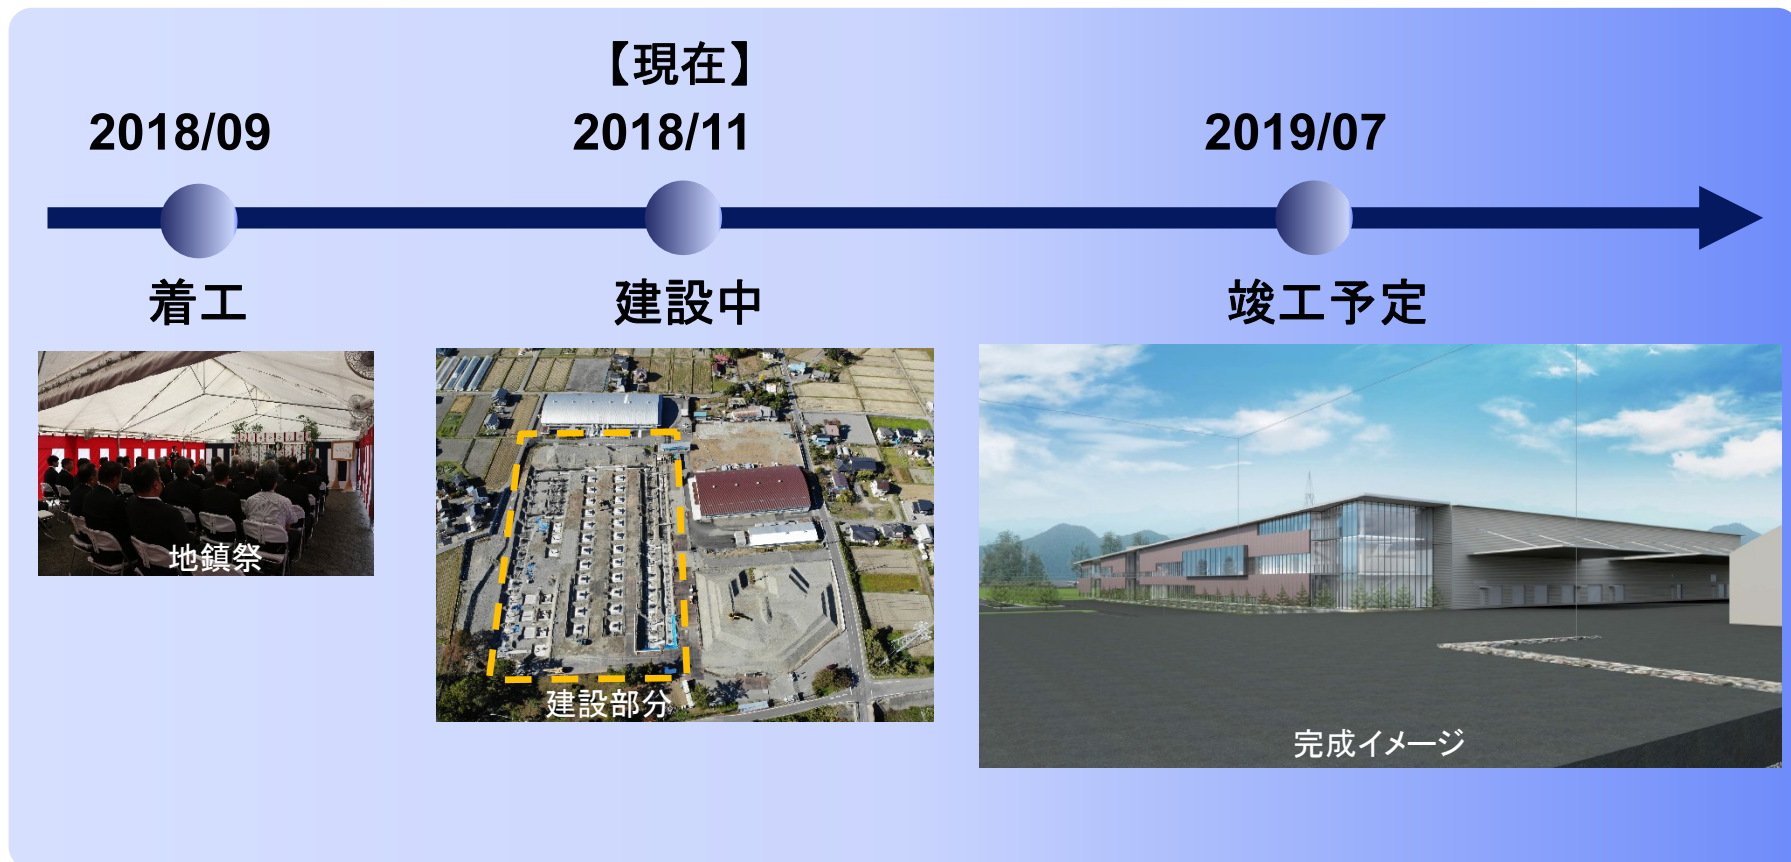 【現在】
2018/09
2018/11
2019/07
着工
建設中
竣工予定
地鎮祭
建設部分
完成イメージ